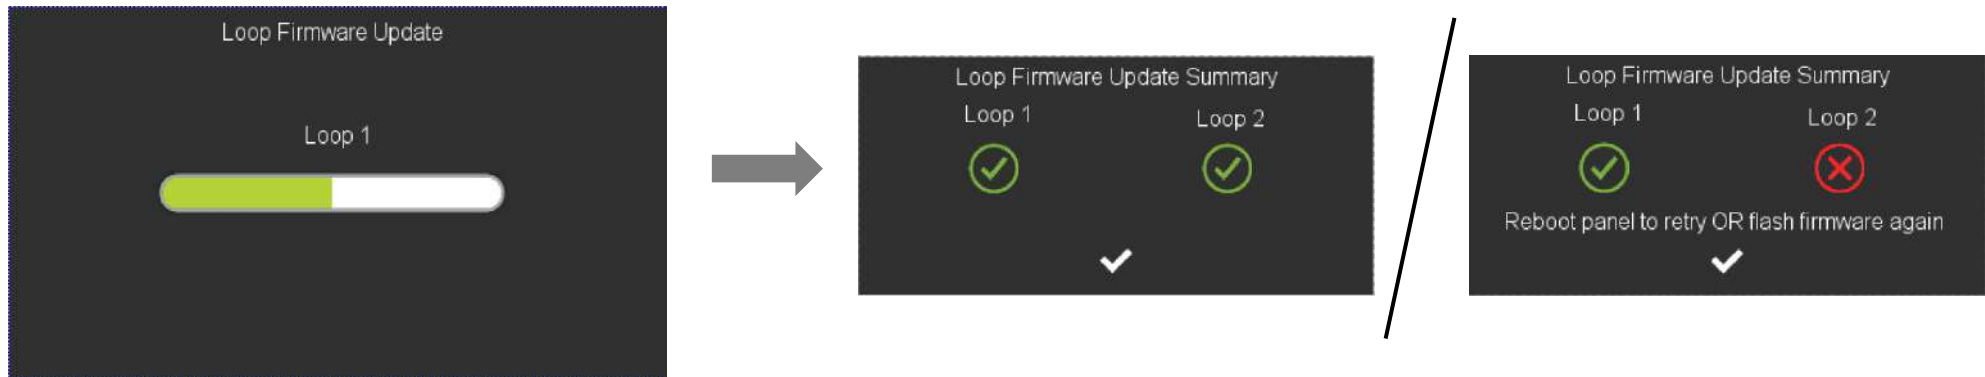 Loop Firmware Update
Loop 1
Loop Firmware Update Summary
Loop 1
Loop 2
Loop Firmware Update Summary
Loop 1
Loop 2
Reboot panel to retry OR flash firmware again